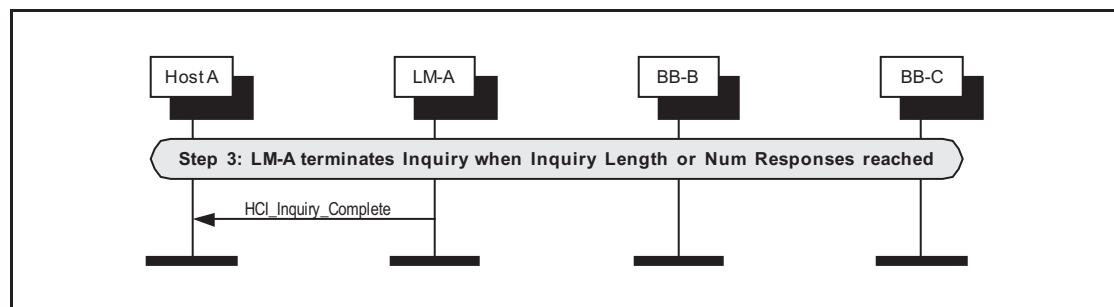 Host A
LM-A
BB-B
BB-C
Step 3: LM-A terminates Inquiry when Inquiry Length or Num Responses reached
HCI_Inquiry_Complete